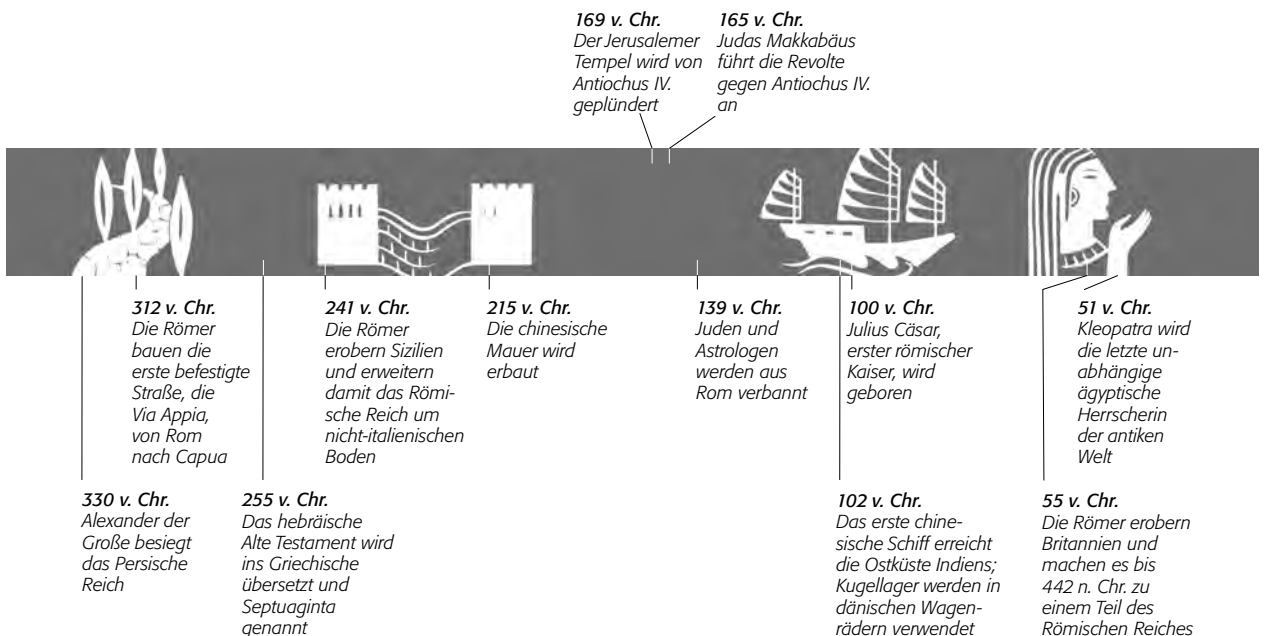 169 v. Chr.
Der Jerusalemer
Tempel wird von
Antiochus IV.
geplündert
165 v. Chr.
Judas Makkabäus
führt die Revolte
gegen Antiochus IV.
an
312 v. Chr.
Die Römer
bauen die
erste befestigte
Straße, die
Via Appia,
von Rom
nach Capua
241 v. Chr.
Die Römer
erobern Sizilien
und erweitern
damit das Römi-
sche Reich um
nicht-italienischen
Boden
215 v. Chr.
Die chinesische
Mauer wird
erbaut
139 v. Chr.
Juden und
Astrologen
werden aus
Rom verbannt
100 v. Chr.
Julius Cäsar,
erster römischer
Kaiser, wird
geboren
51 v. Chr.
Kleopatra wird
die letzte un-
abhängige
ägyptische
Herrscherin
der antiken
Welt
330 v. Chr.
Alexander der
Große besiegt
das Persische
Reich
255 v. Chr.
Das hebräische
Alte Testament wird
ins Griechische
übersetzt und
Septuaginta
genannt
102 v. Chr.
Das erste chine-
sische Schiff erreicht
die Ostküste Indiens;
Kugellager werden in
dänischen Wagen-
rädern verwendet
55 v. Chr.
Die Römer erobern
Britannien und
machen es bis
442 n. Chr. zu
einem Teil des
Römischen Reiches